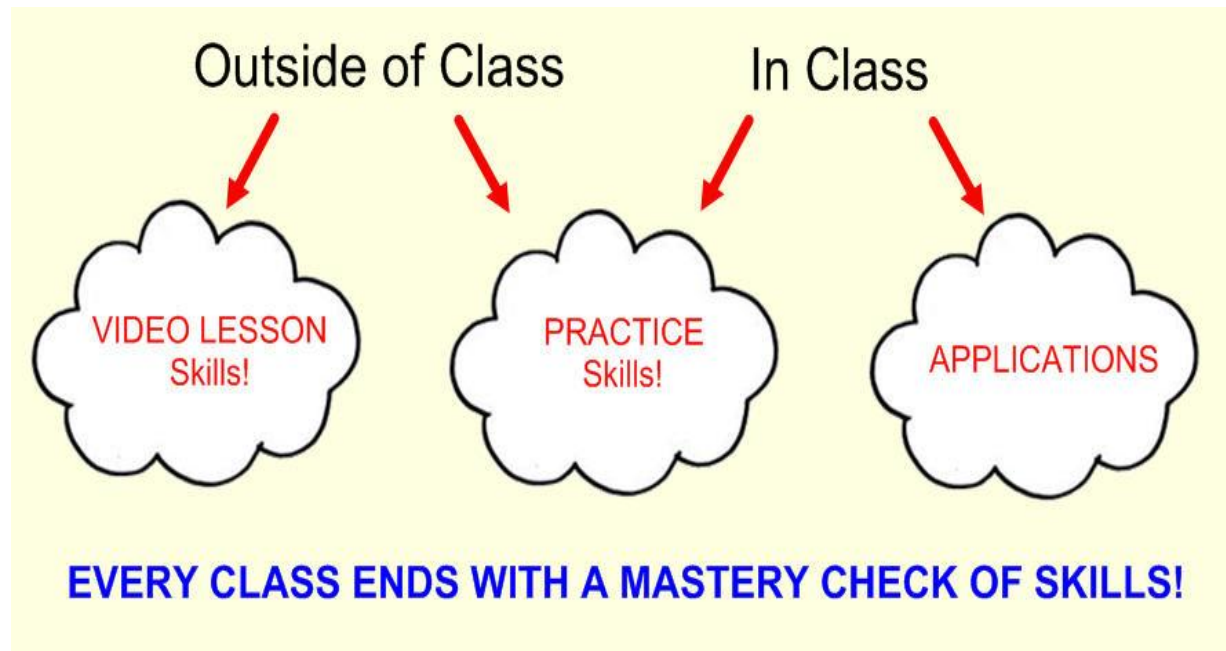 Outside of Class
In Class
VIDEO LESSON
Skills!
PRACTICE
Skills!
APPLICATIONS
EVERY CLASS ENDS WITH A MASTERY CHECK OF SKILLS!